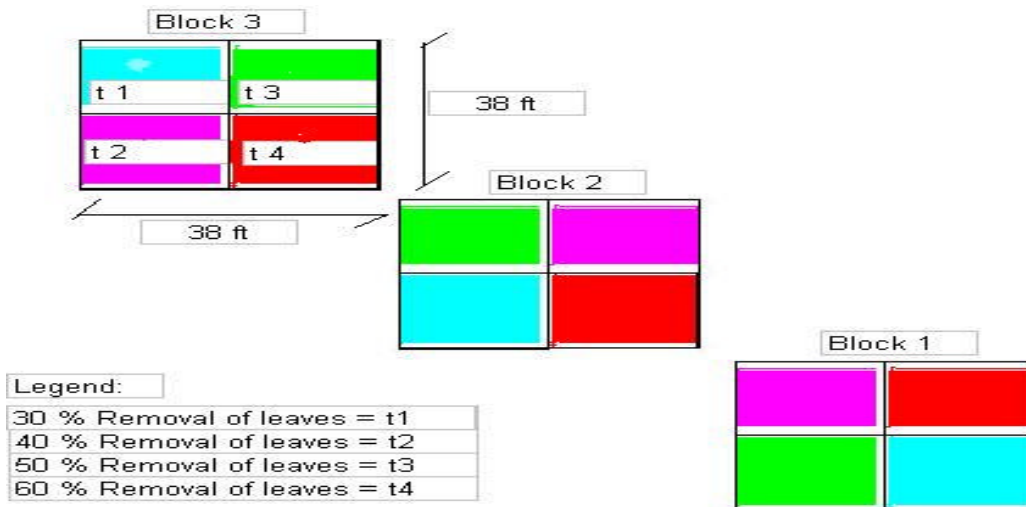 Block 3
t 1
t 3
38 ft
t 2
t 4
Block 2
38 ft
Block 1
Legend:
30 % Removal of leaves = t1
40 % Removal of leaves = t2
50 % Removal of leaves = t3
60 % Removal of leaves = t4